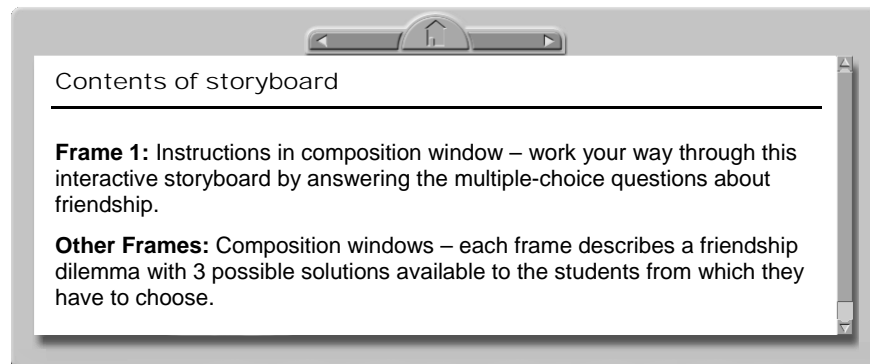 Contents of storyboard
Frame 1: Instructions in composition window – work your way through this
interactive storyboard by answering the multiple-choice questions about
friendship.
Other Frames: Composition windows – each frame describes a friendship
dilemma with 3 possible solutions available to the students from which they
have to choose.